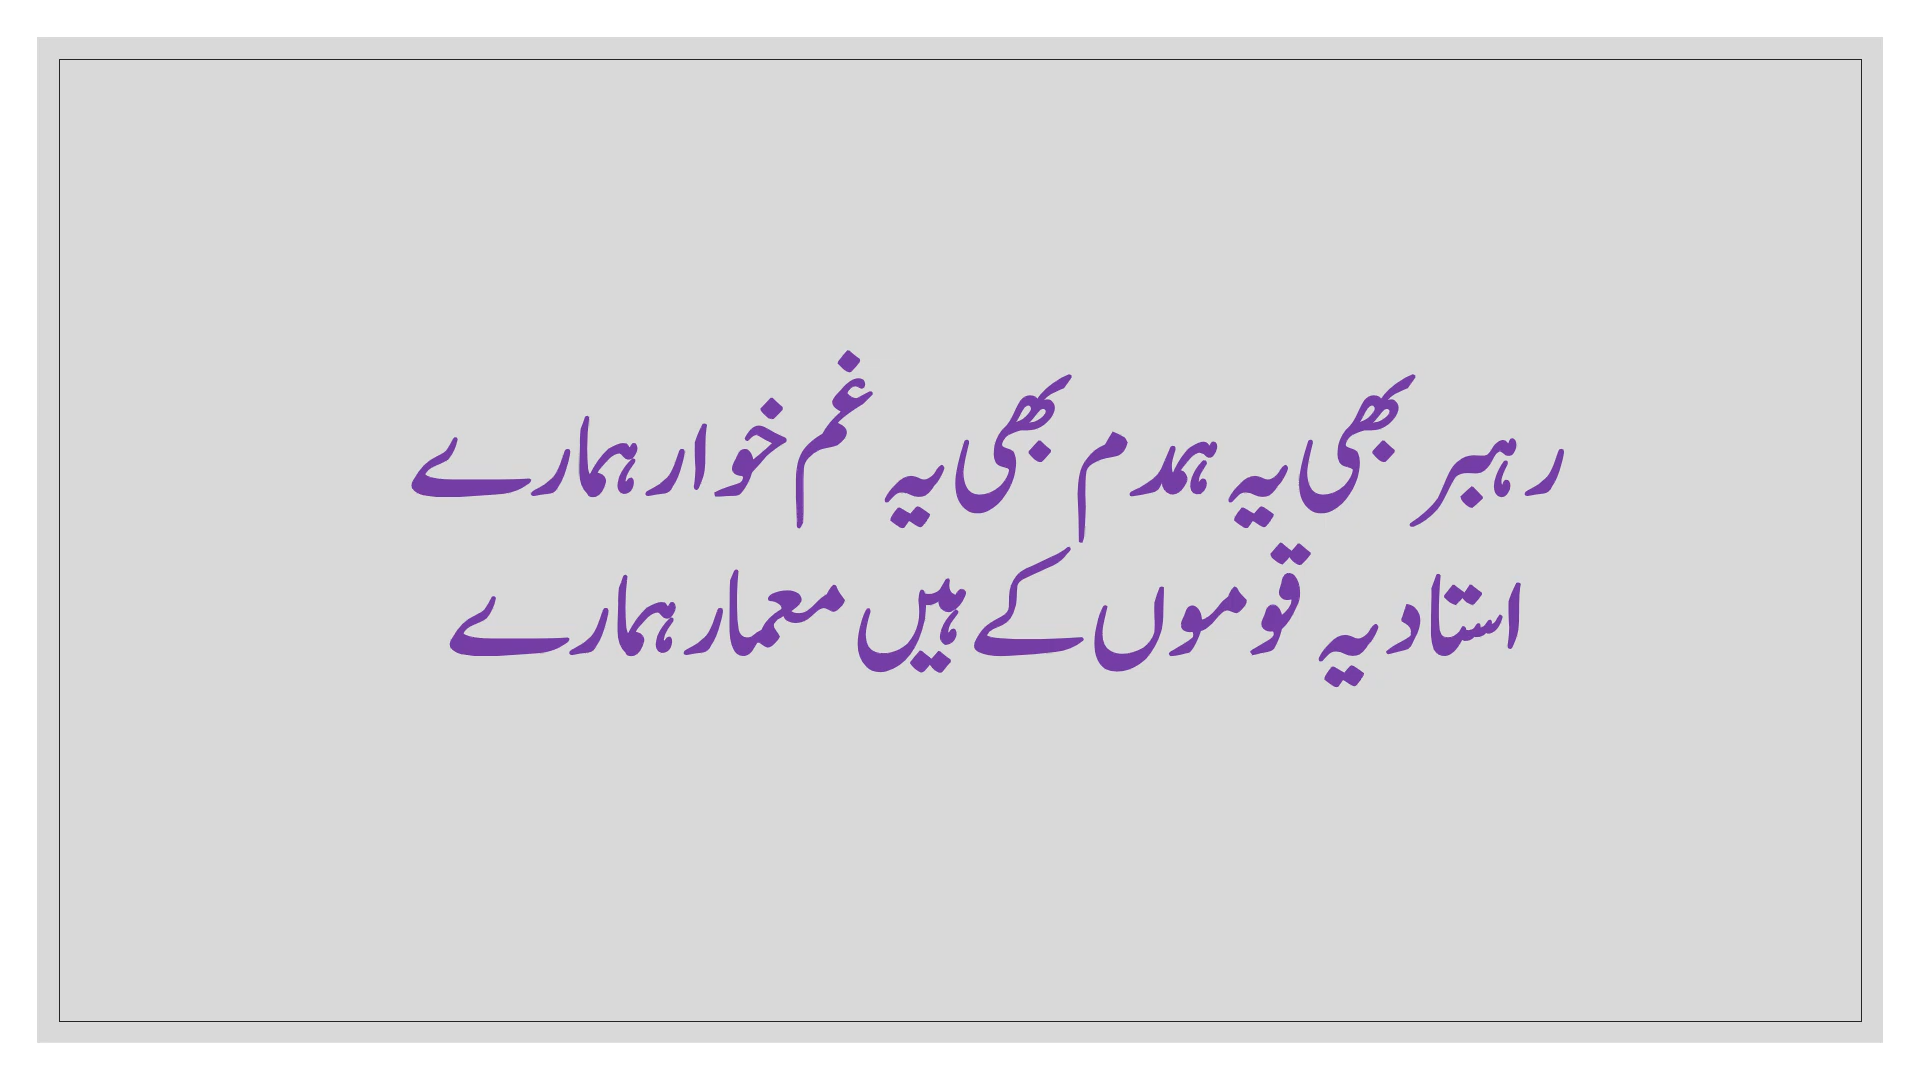 رہبر بھی یہ ہمدم بھی یہ غم خوار ہمارے
استاد یہ قوموں کے ہیں معمار ہمارے